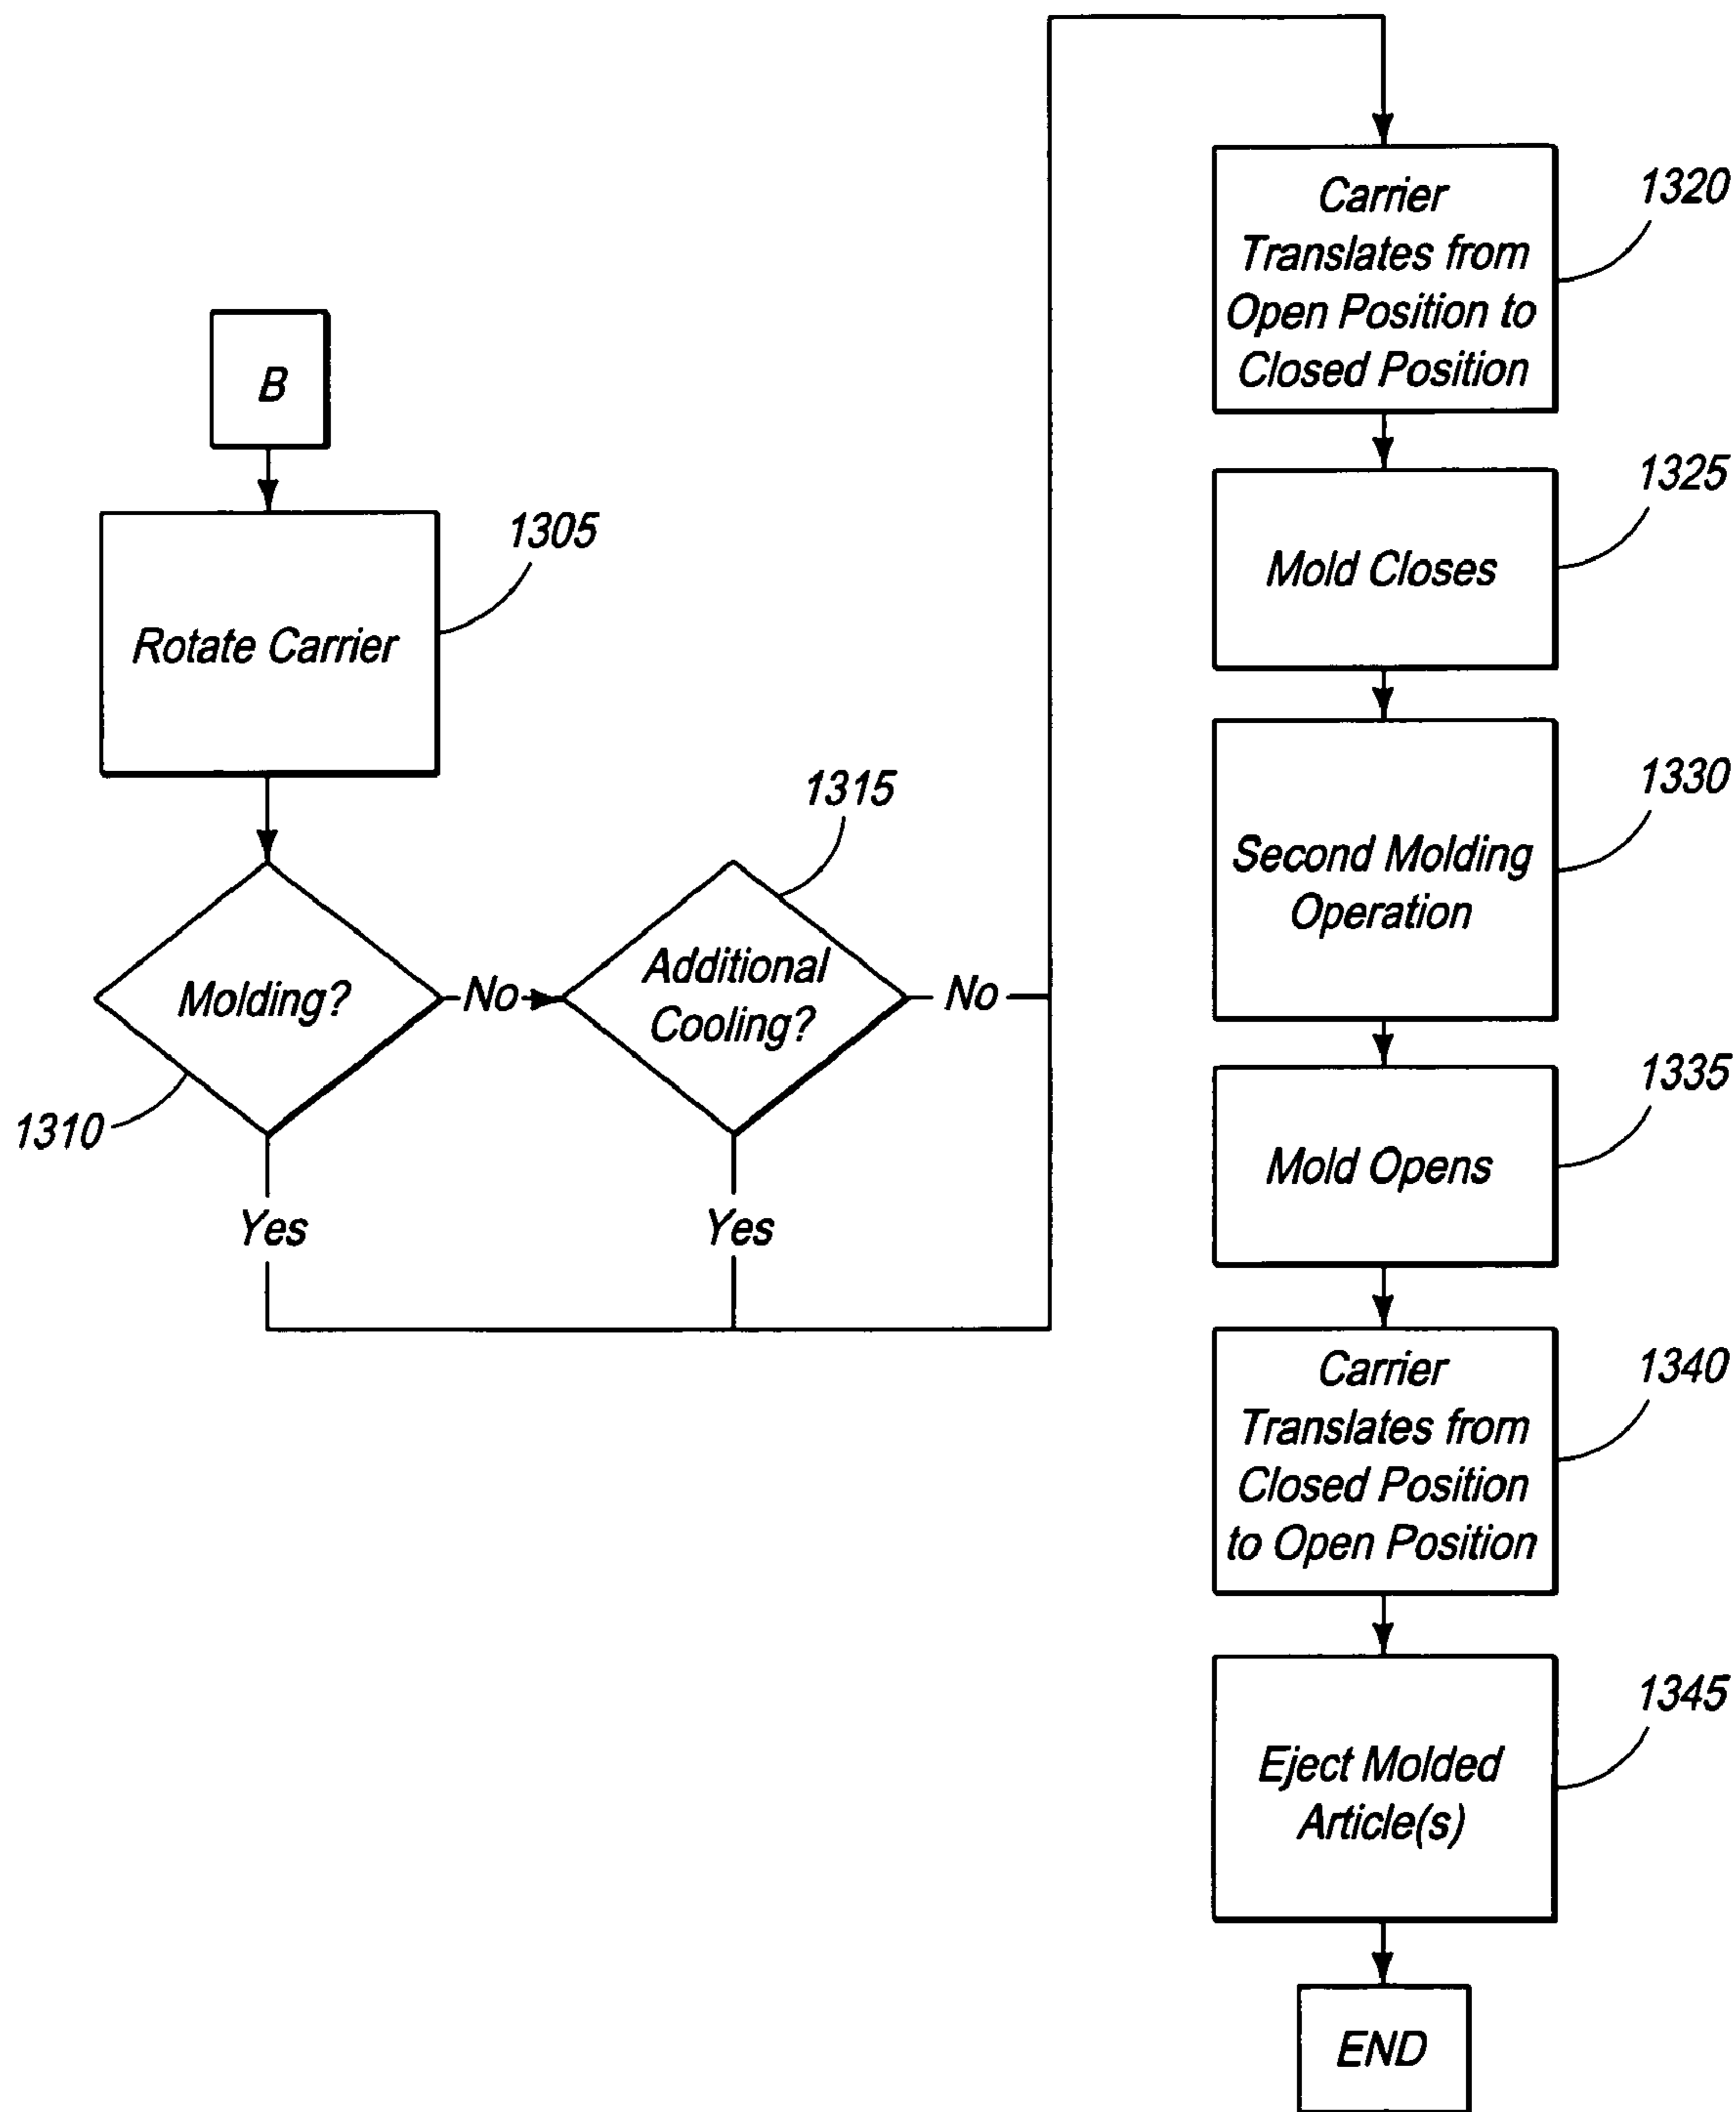 B
1305
Rotate Carrier
Molding?
1310
Yes
No
1315
Additional
Cooling?
Yes
No
1320
Carrier
Translates from
Open Position to
Closed Position
1325
Mold Closes
1330
Second Molding
Operation
1335
Mold Opens
1340
Carrier
Translates from
Closed Position
to Open Position
1345
Eject Molded
Article(s)
END